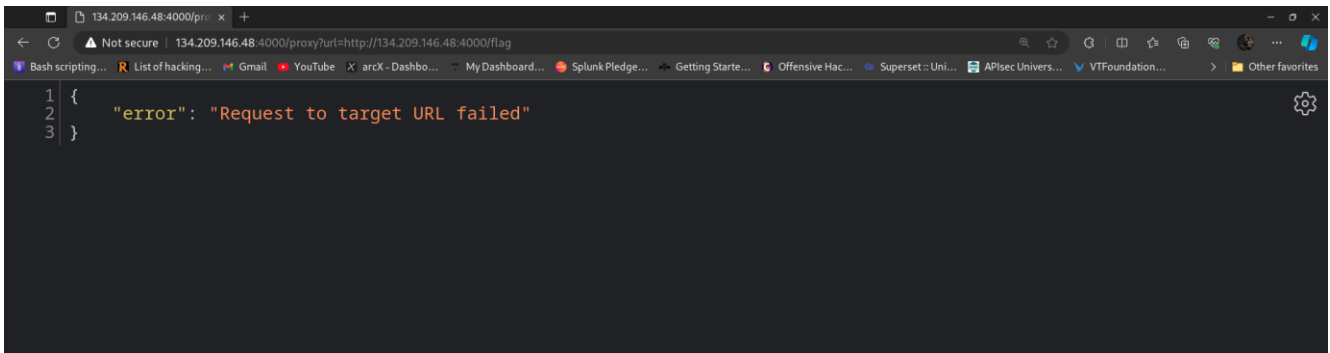 134.209.146.48:4000/pro
Not secure | 134.209.146.48:4000/proxy?url=http://134.209.146.48:4000/flag
Bash scripting... R List of hacking... Gmail YouTube arcX - Dashbo... My Dashboard... Splunk Pledge... Getting Starte... Offensive Hac... Superset :: Uni... APIsec Univers... VTFoundation... Other favorites
1 {
2 "error": "Request to target URL failed"
3 }